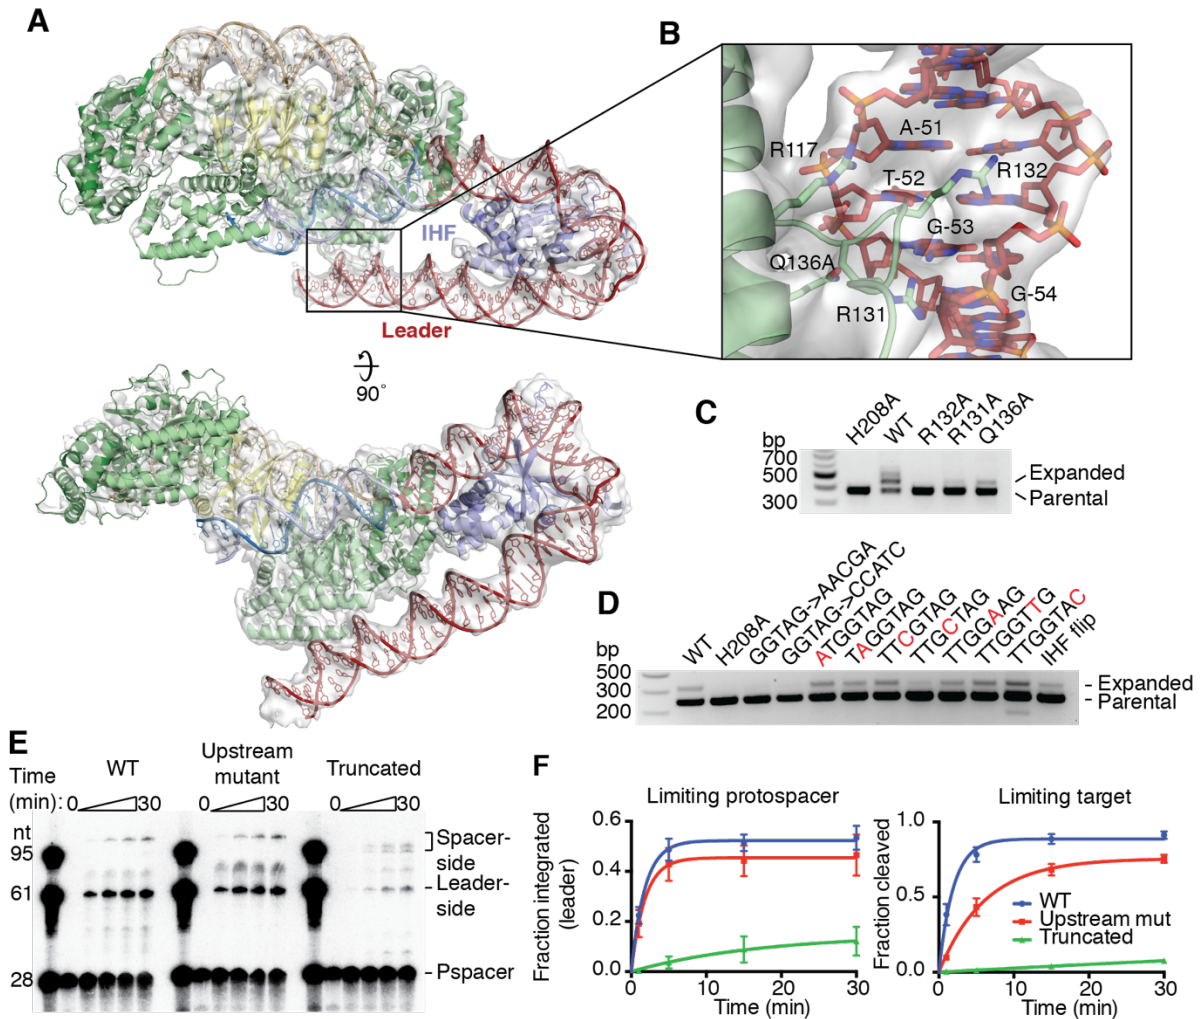 A
B
IHF
Leader
90°
R117
A-51
T-52
R132
G-53
Q136A
R131
G-54
C
H208A
WT
R132A
R131A
Q136A
bp
700
500
300
Expanded
Parental
D
WT
H208A
GGTAG->AACGA
GGTAG->CCATC
ATGGTAG
TAGGTAG
TTCGTAG
TTGCTAG
TTGGAAG
TTGGTTG
TTGGTAC
IHF flip
bp
500
300
200
Expanded
Parental
E
Time
(min):
WT
Upstream
mutant
Truncated
0 30
0 30
0 30
nt
95
61
28
Spacer-
side
Leader-
side
Pspacer
F
Limiting protospacer
Fraction integrated
(leader)
0.6
0.4
0.2
0.0
0 10 20 30
Time (min)
Limiting target
Fraction cleaved
1.0
0.5
0.0
WT
Upstream mut
Truncated
0 10 20 30
Time (min)